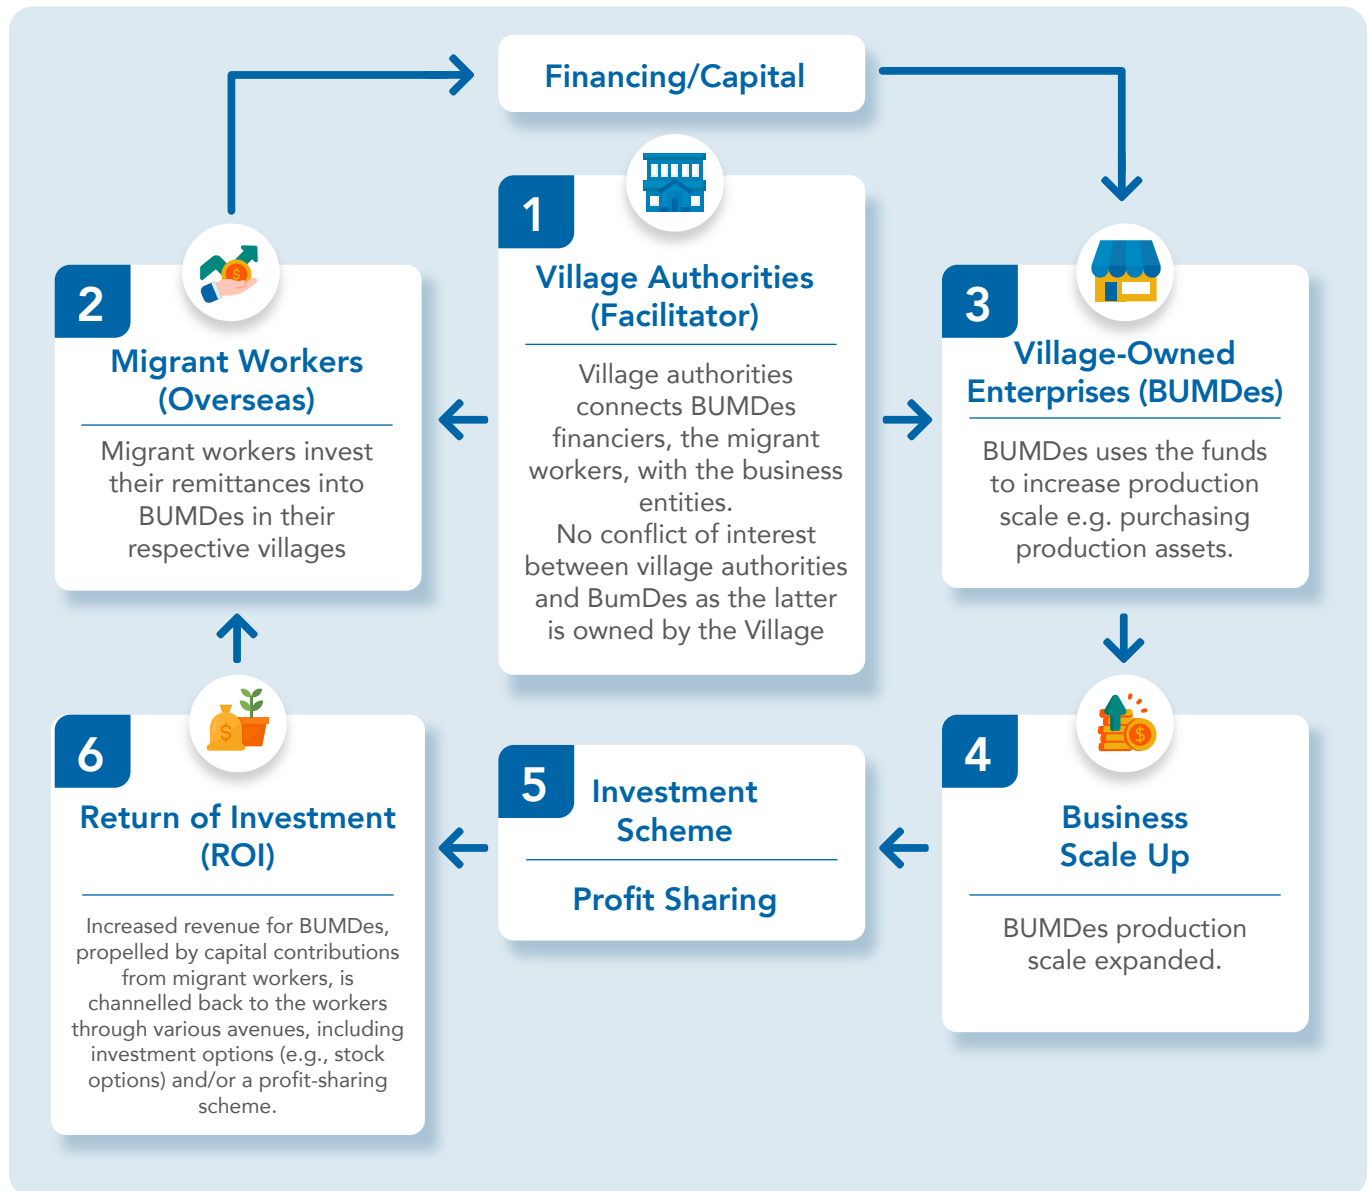 Financing/Capital
1
Village Authorities
(Facilitator)
Village authorities
connects BUMDes
financiers, the migrant
workers, with the business
entities.
No conflict of interest
between village authorities
and BumDes as the latter
is owned by the Village
2
Migrant Workers
(Overseas)
Migrant workers invest
their remittances into
BUMDes in their
respective villages
3
Village-Owned
Enterprises (BUMDes)
BUMDes uses the funds
to increase production
scale e.g. purchasing
production assets.
4
Business
Scale Up
BUMDes production
scale expanded.
5
Investment
Scheme
Profit Sharing
6
Return of Investment
(ROI)
Increased revenue for BUMDes,
propelled by capital contributions
from migrant workers, is
channelled back to the workers
through various avenues, including
investment options (e.g., stock
options) and/or a profit-sharing
scheme.